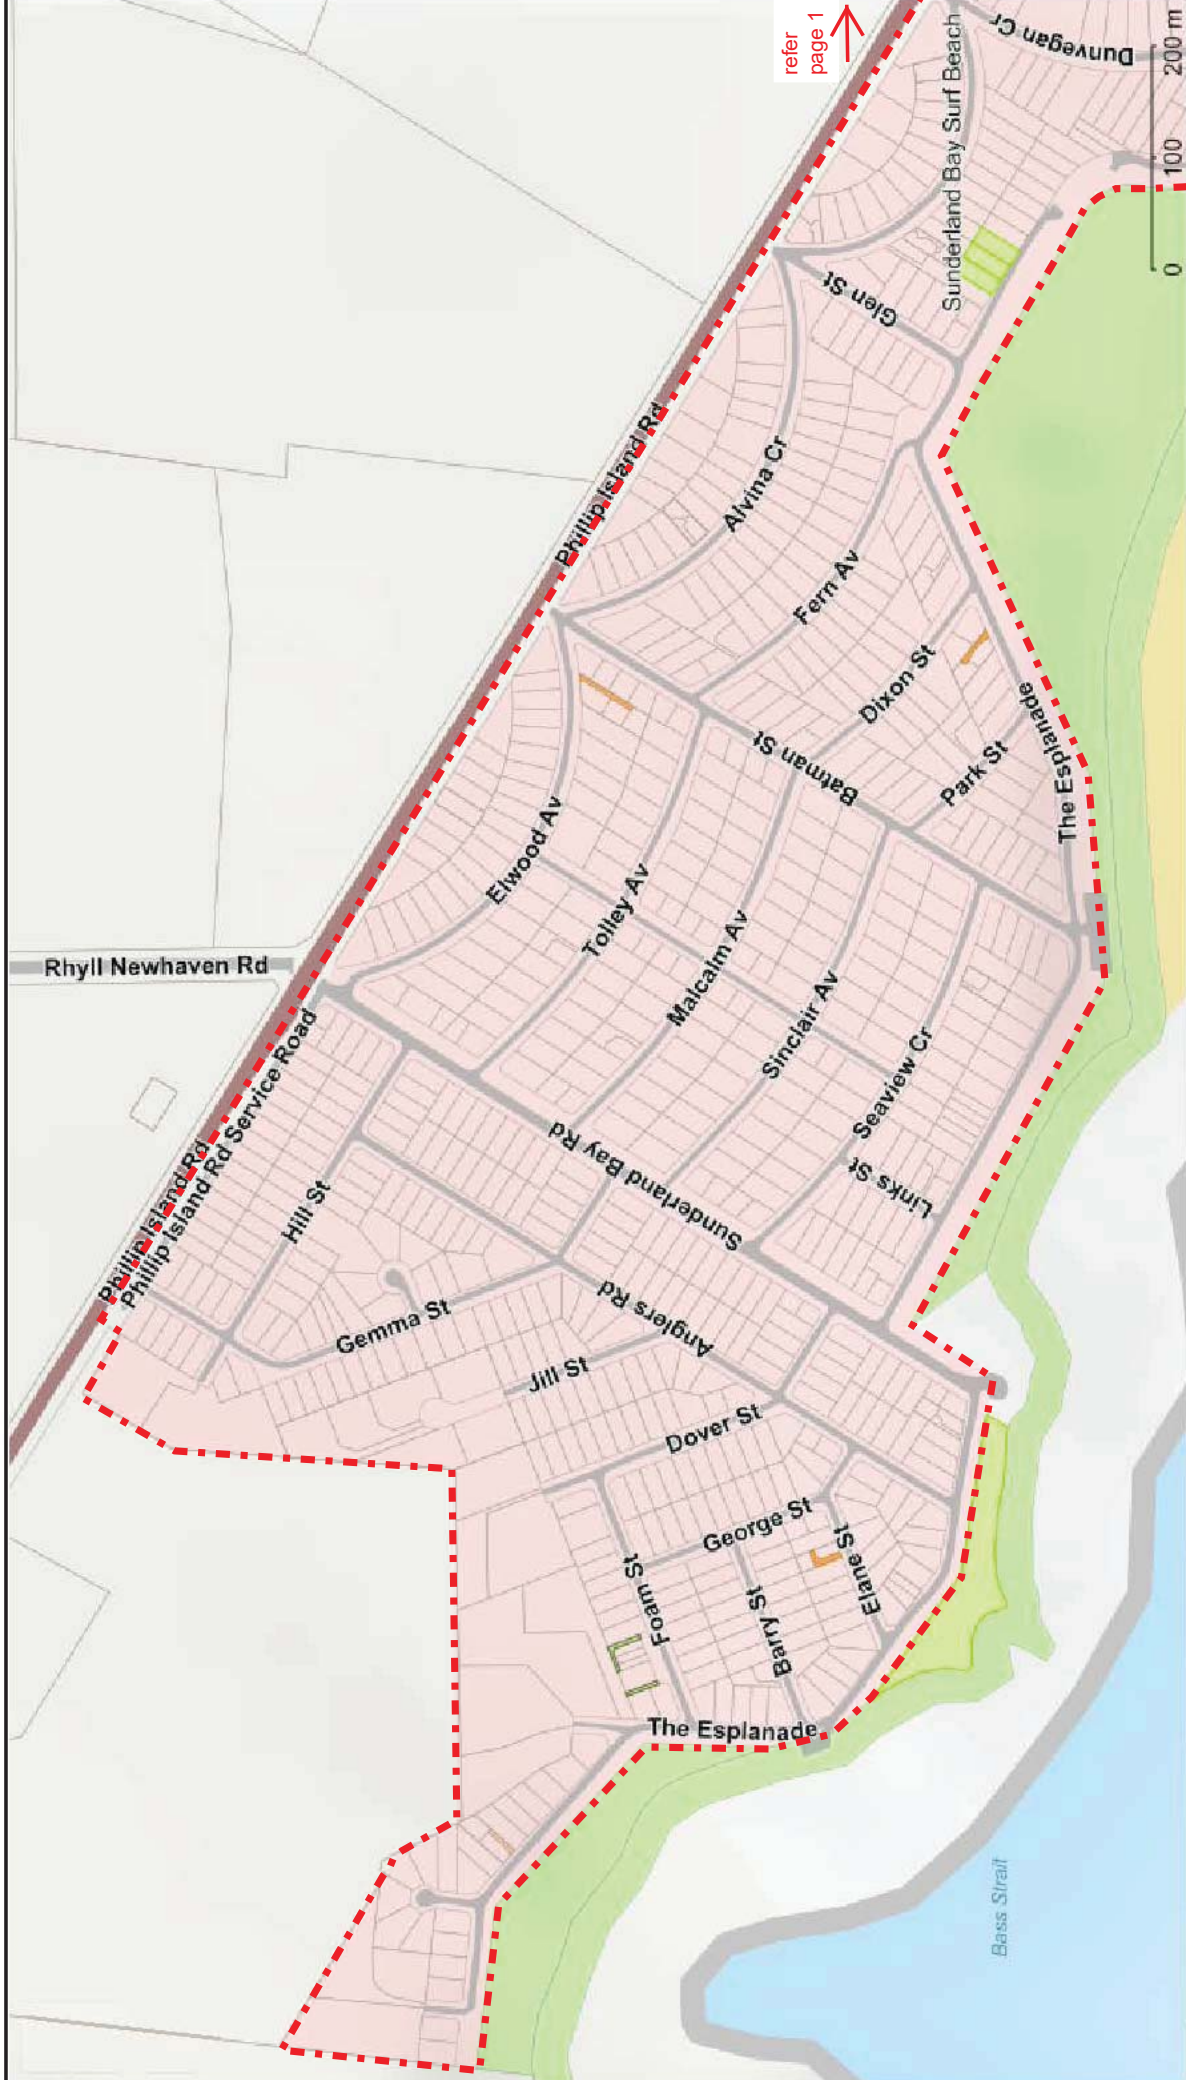 refer
page 1
Dunvegan Cr
200 m
100
0
Sunderland Bay Surf Beach
Glen St
Phillip Island Rd
Alvina Cr
Fern Av
Dixon St
Batman St
Park St
The Esplanade
Elwood Av
Tolley Av
Malcalm Av
Sinclair Av
Seaview Cr
Links St
Rhyll Newhaven Rd
Phillip Island Rd
Phillip Island Rd Service Road
Sunderland Bay Rd
Hill St
Gemma St
Anglers Rd
Jill St
Dover St
George St
Elane St
Foam St
Barry St
The Esplanade
Bass Strait